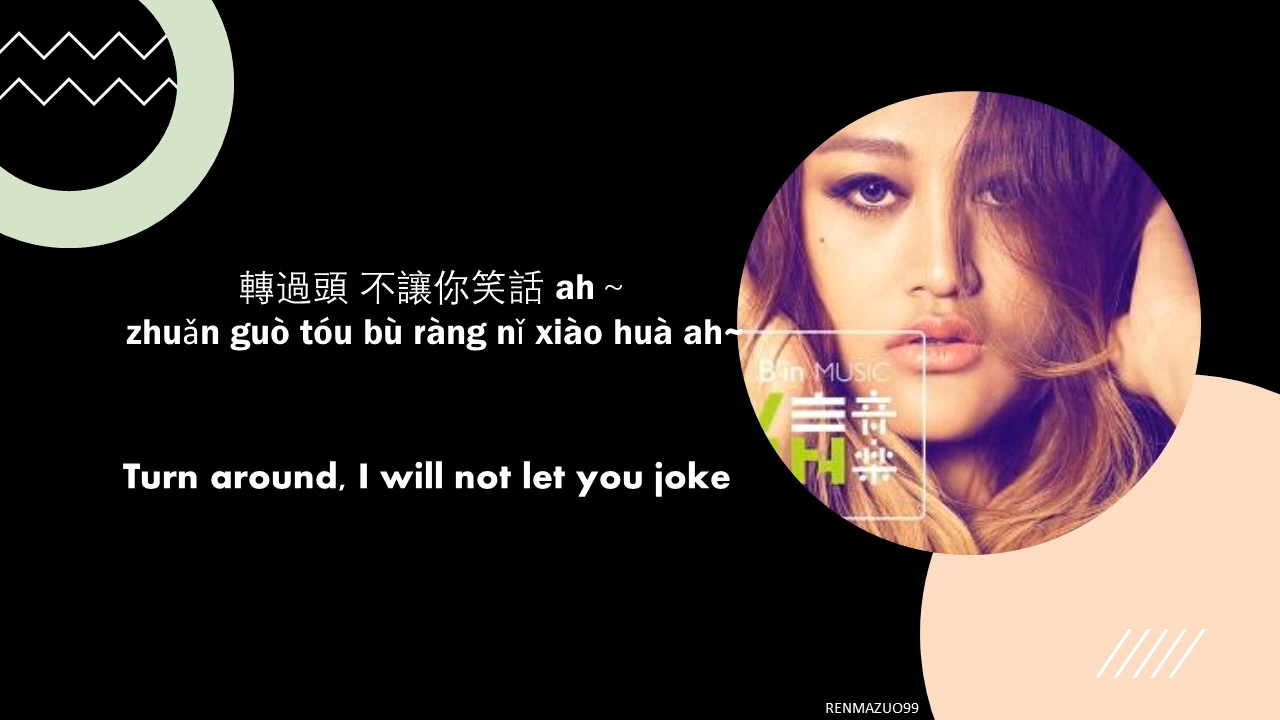 轉過頭 不讓你笑話 ah ~
zhuǎn guò tóu bù ràng nǐ xiào huà ah~
Turn around, I will not let you joke
B'in MUSIC
音
樂
RENMAZUO99